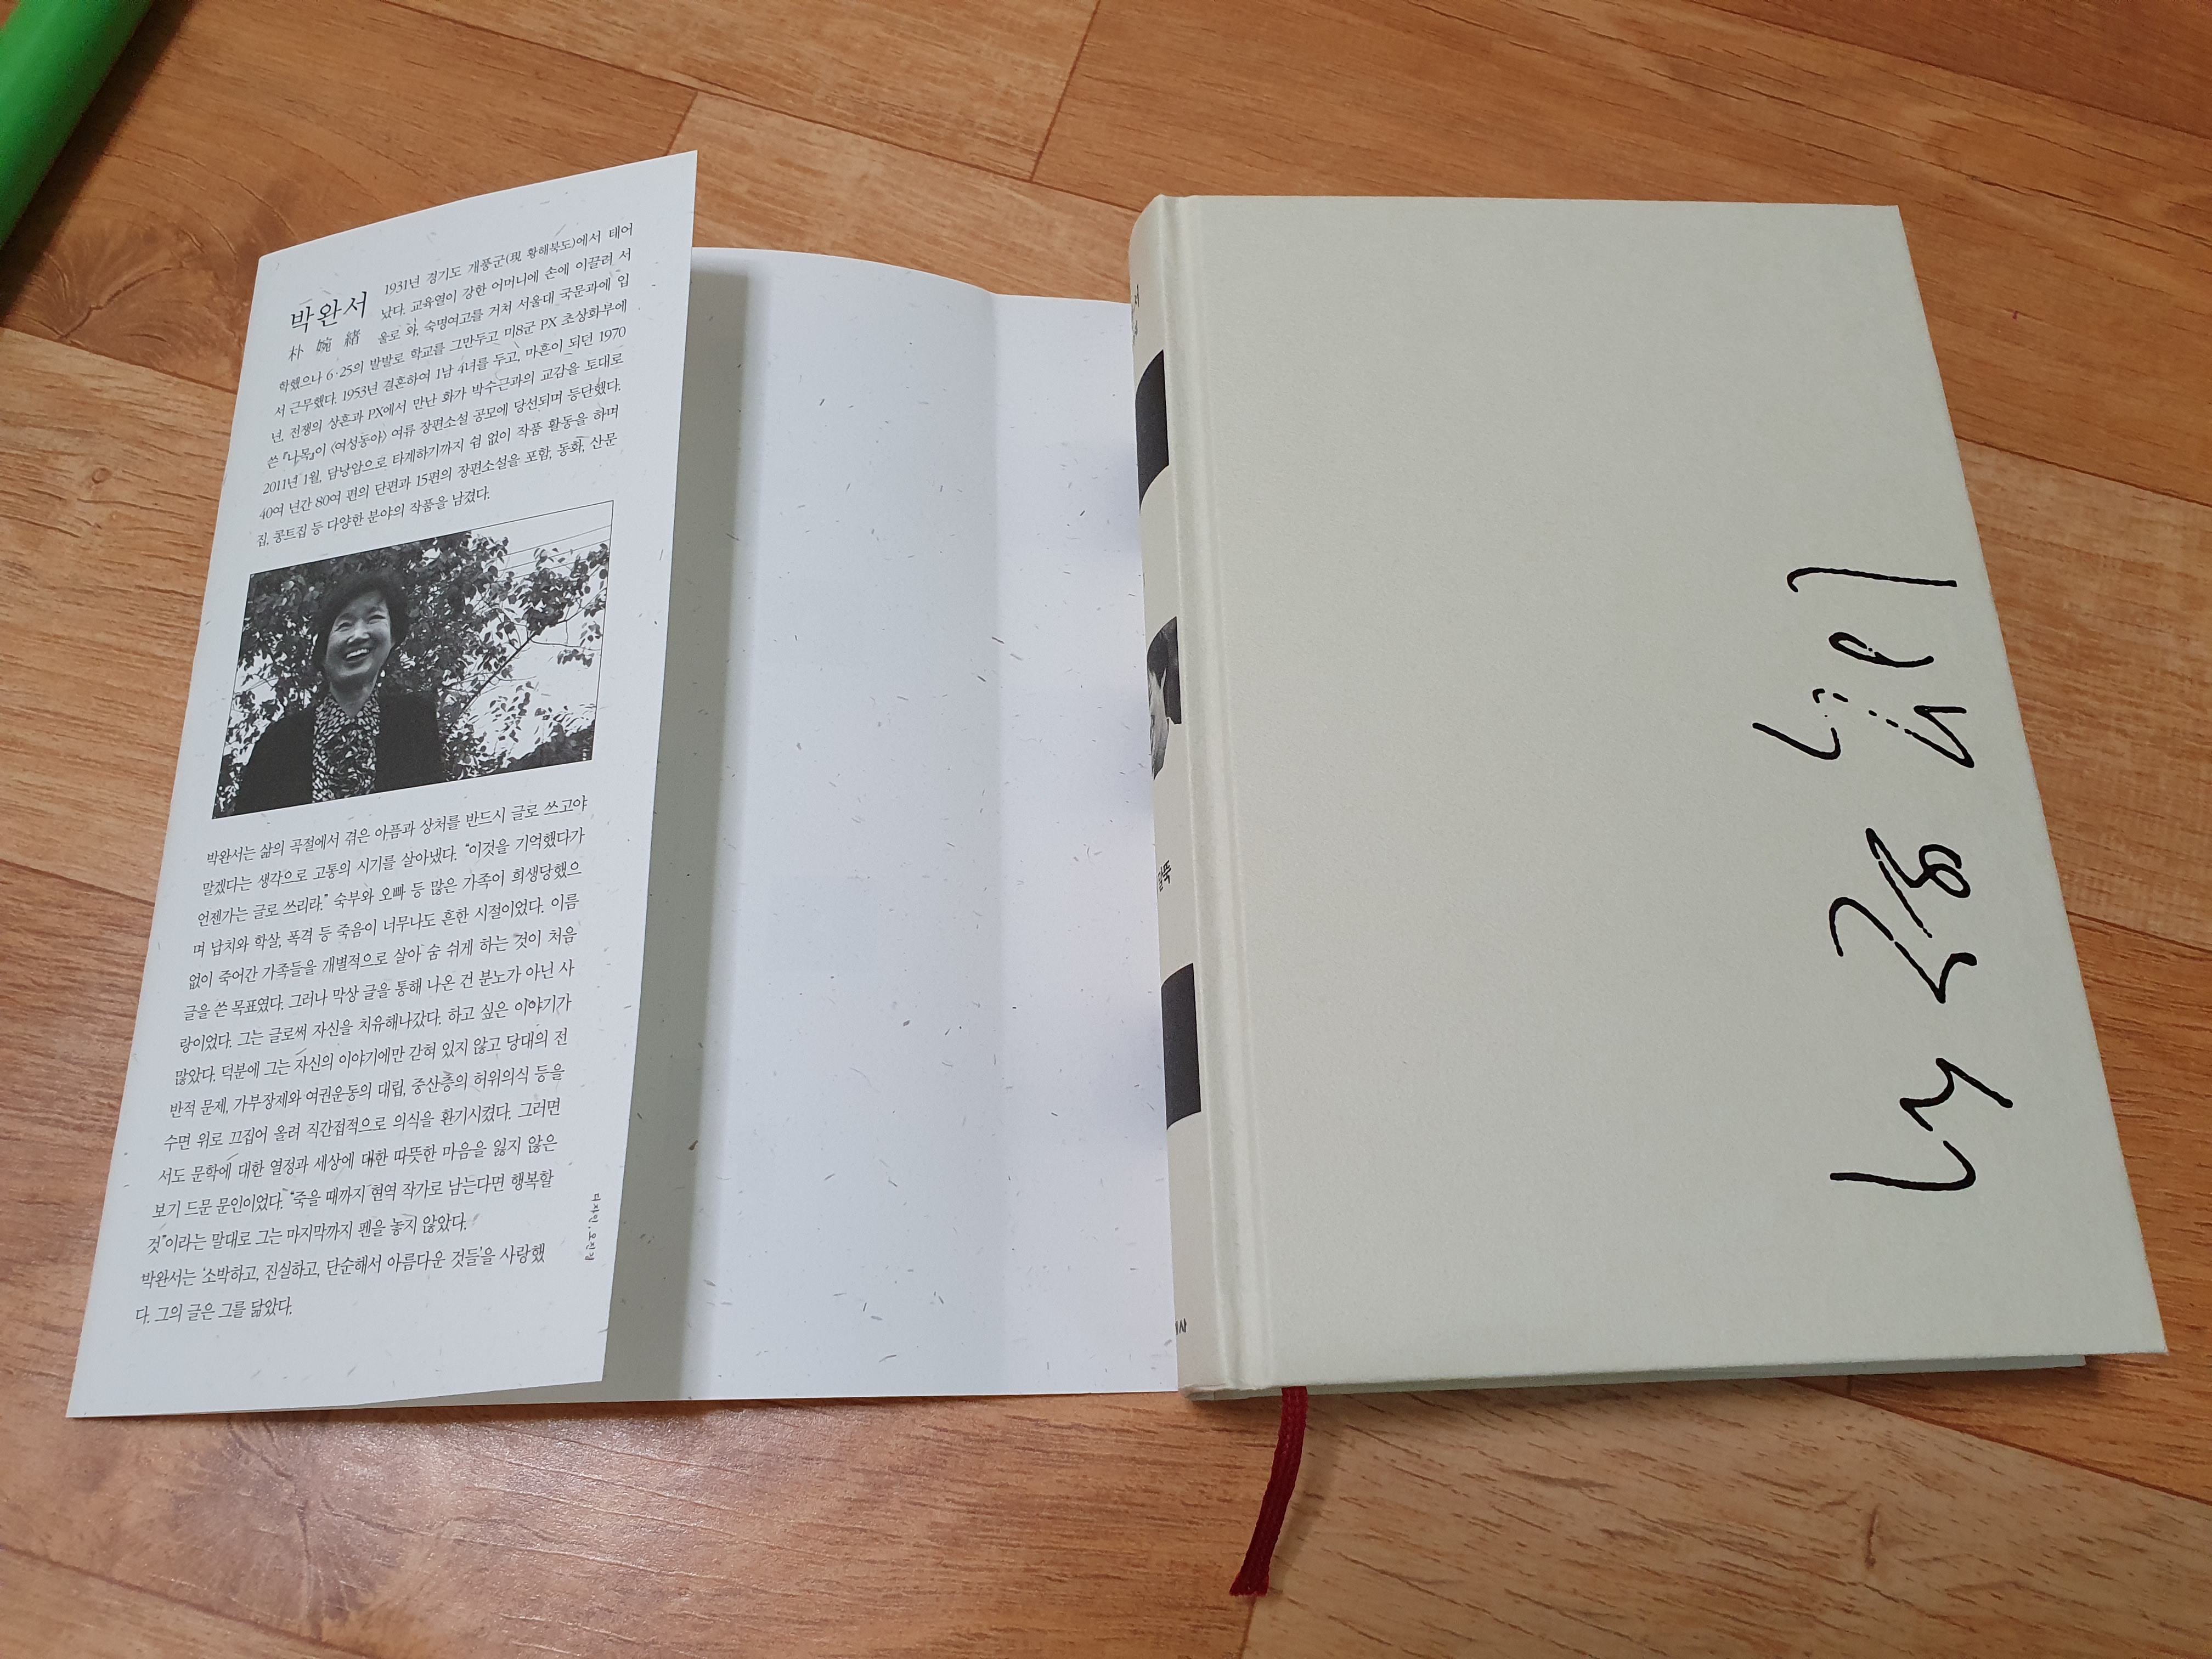 박완서
朴 婉 緖
1931년 경기도 개풍군(現 황해북도)에서 태어
났다. 교육열이 강한 어머니에 손에 이끌려 서
울로 와, 숙명여고를 거쳐 서울대 국문과에 입
학했으나 6·25의 발발로 학교를 그만두고 미8군 PX 초상화부에
서 근무했다. 1953년 결혼하여 1남 4녀를 두고, 마흔이 되던 1970
년, 전쟁의 상흔과 PX에서 만난 화가 박수근과의 교감을 토대로
쓴 『나목』이 〈여성동아〉 여류 장편소설 공모에 당선되며 등단했다.
2011년 1월, 담낭암으로 타계하기까지 쉼 없이 작품 활동을 하며
40여 년간 80여 편의 단편과 15편의 장편소설을 포함, 동화, 산문
집, 콩트집 등 다양한 분야의 작품을 남겼다.
박완서는 삶의 곡절에서 겪은 아픔과 상처를 반드시 글로 쓰고야
말겠다는 생각으로 고통의 시기를 살아냈다. “이것을 기억했다가
언젠가는 글로 쓰리라.” 숙부와 오빠 등 많은 가족이 희생당했으
며 납치와 학살, 폭격 등 죽음이 너무나도 흔한 시절이었다. 이름
없이 죽어간 가족들을 개별적으로 살아 숨 쉬게 하는 것이 처음
글을 쓴 목표였다. 그러나 막상 글을 통해 나온 건 분노가 아닌 사
랑이었다. 그는 글로써 자신을 치유해나갔다. 하고 싶은 이야기가
많았다. 덕분에 그는 자신의 이야기에만 갇혀 있지 않고 당대의 전
반적 문제, 가부장제와 여권운동의 대립, 중산층의 허위의식 등을
수면 위로 끄집어 올려 직간접적으로 의식을 환기시켰다. 그러면
서도 문학에 대한 열정과 세상에 대한 따뜻한 마음을 잃지 않은
보기 드문 문인이었다. “죽을 때까지 현역 작가로 남는다면 행복할
것”이라는 말대로 그는 마지막까지 펜을 놓지 않았다.
박완서는 ‘소박하고, 진실하고, 단순해서 아름다운 것들’을 사랑했
다. 그의 글은 그를 닮았다.
디자인. 오진경
말뚝